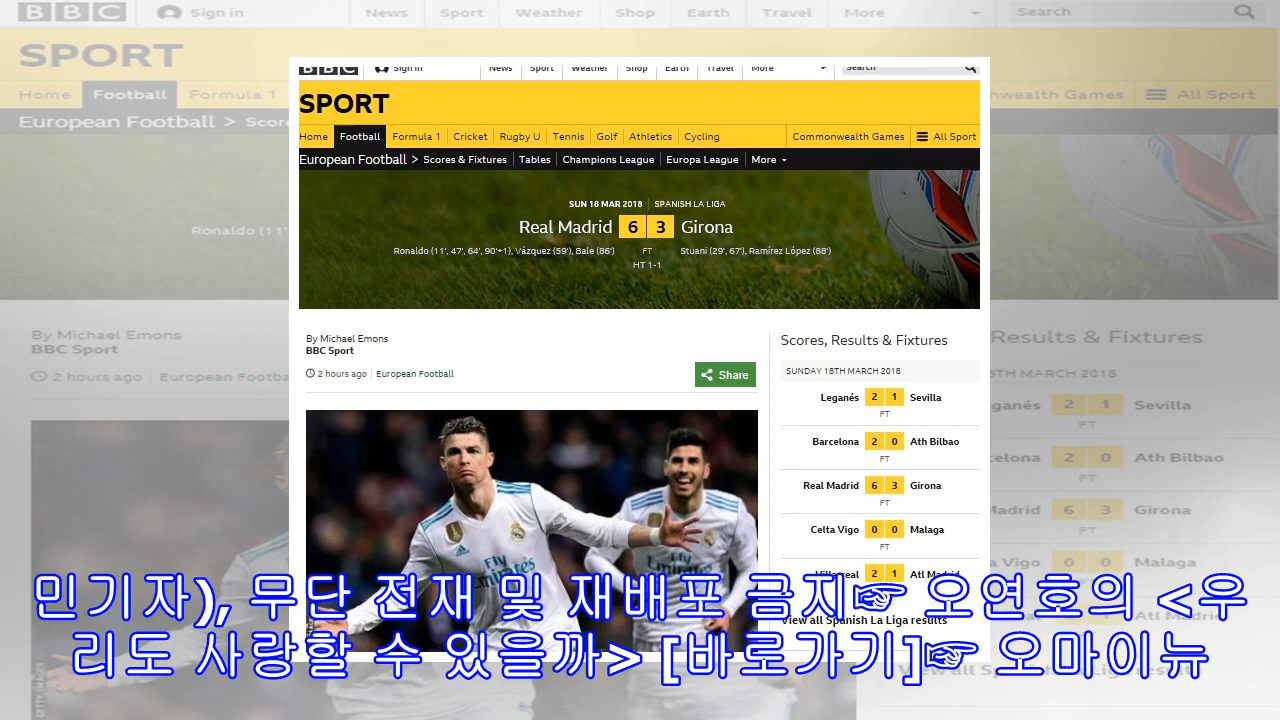 BBC Sign in News Sport Weather Shop Earth Travel More Search
SPORT
Home Football Formula 1 Cricket Rugby U Tennis Golf Athletics Cycling Commonwealth Games All Sport
European Football > Scores & Fixtures Tables Champions League Europa League More
SUN 18 MAR 2018 SPANISH LA LIGA
Real Madrid 6 3 Girona
Ronaldo (11', 47', 64', 90'+1), Vázquez (59'), Bale (86') FT Stuani (29', 67'), Ramírez López (88')
HT 1-1
By Michael Emons
BBC Sport
2 hours ago European Football
Share
Scores, Results & Fixtures
SUNDAY 18TH MARCH 2018
Leganés 2 1 Sevilla
FT
Barcelona 2 0 Ath Bilbao
FT
Real Madrid 6 3 Girona
FT
Celta Vigo 0 0 Malaga
FT
Villarreal 2 1 Atl Madrid
View all Spanish La Liga results
민기자), 무단 전재 및 재배포 금지☞ 오연호의 <우
리도 사랑할 수 있을까> [바로가기]☞ 오마이뉴